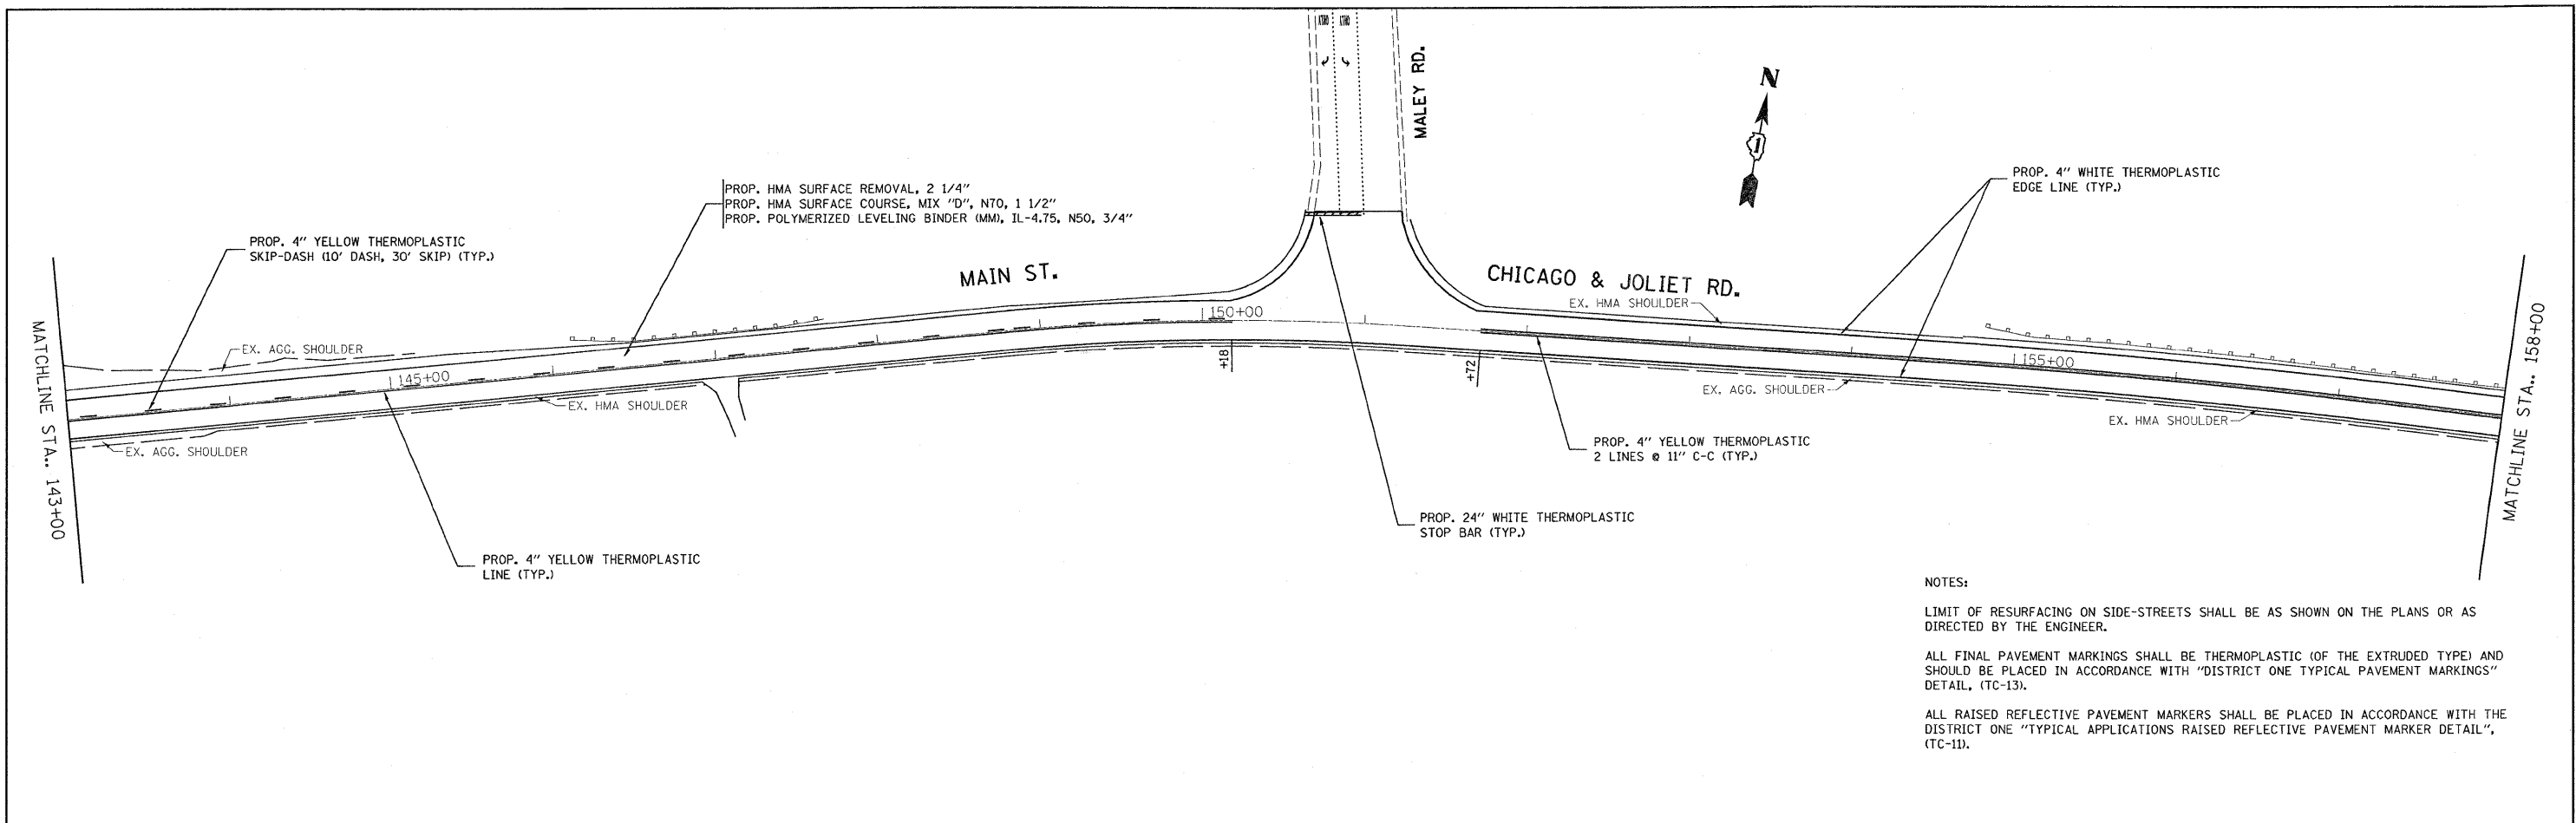 ONLY ONLY
MALEY RD.
N
1
PROP. HMA SURFACE REMOVAL, 2 1/4"
PROP. HMA SURFACE COURSE, MIX "D", N70, 1 1/2"
PROP. POLYMERIZED LEVELING BINDER (MM), IL-4.75, N50, 3/4"
PROP. 4" WHITE THERMOPLASTIC
EDGE LINE (TYP.)
PROP. 4" YELLOW THERMOPLASTIC
SKIP-DASH (10' DASH, 30' SKIP) (TYP.)
MAIN ST.
CHICAGO & JOLIET RD.
EX. HMA SHOULDER
MATCHLINE STA.. 143+00
EX. AGG. SHOULDER
145+00
150+00
155+00
MATCHLINE STA.. 158+00
+18
+72
EX. HMA SHOULDER
EX. AGG. SHOULDER
EX. AGG. SHOULDER
EX. HMA SHOULDER
PROP. 4" YELLOW THERMOPLASTIC
2 LINES @ 11" C-C (TYP.)
PROP. 24" WHITE THERMOPLASTIC
STOP BAR (TYP.)
PROP. 4" YELLOW THERMOPLASTIC
LINE (TYP.)
NOTES:
LIMIT OF RESURFACING ON SIDE-STREETS SHALL BE AS SHOWN ON THE PLANS OR AS
DIRECTED BY THE ENGINEER.
ALL FINAL PAVEMENT MARKINGS SHALL BE THERMOPLASTIC (OF THE EXTRUDED TYPE) AND
SHOULD BE PLACED IN ACCORDANCE WITH "DISTRICT ONE TYPICAL PAVEMENT MARKINGS"
DETAIL, (TC-13).
ALL RAISED REFLECTIVE PAVEMENT MARKERS SHALL BE PLACED IN ACCORDANCE WITH THE
DISTRICT ONE "TYPICAL APPLICATIONS RAISED REFLECTIVE PAVEMENT MARKER DETAIL",
(TC-11).